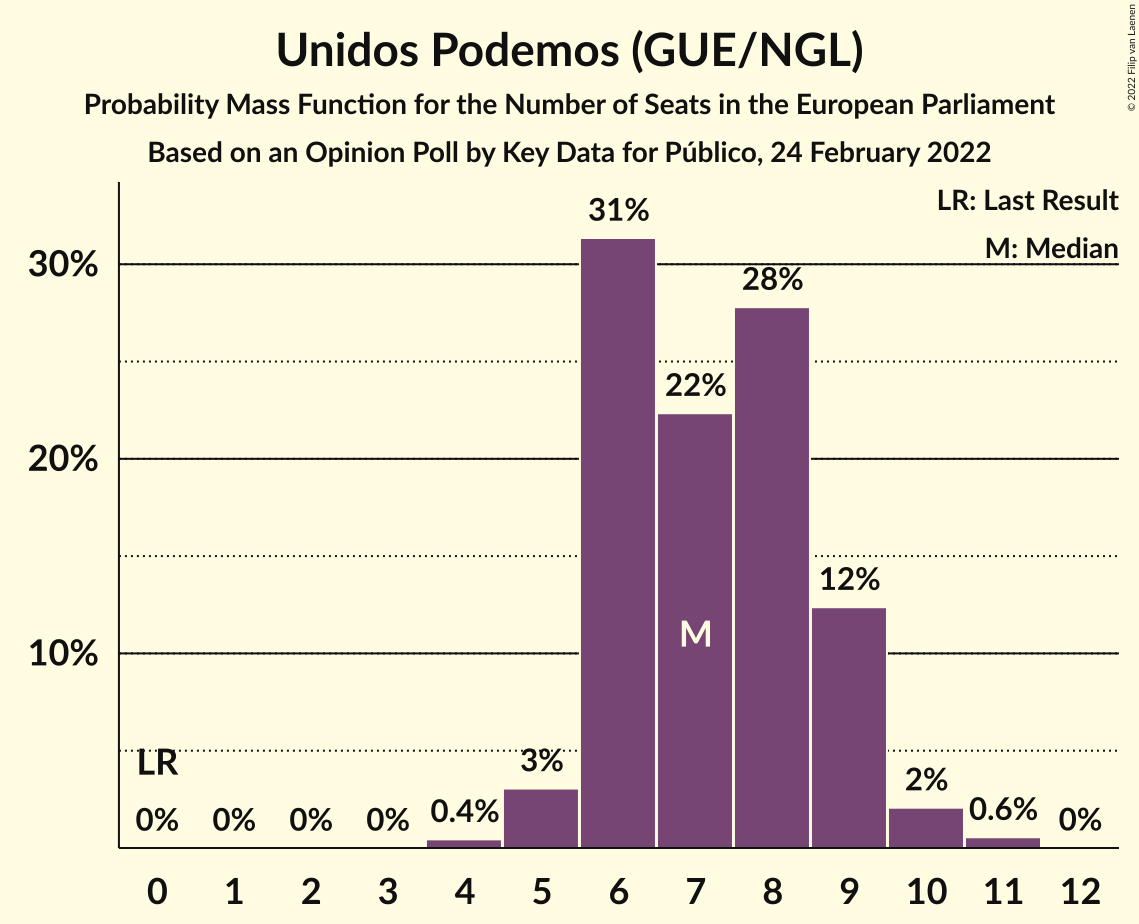 Unidos Podemos (GUE/NGL)
Probability Mass Function for the Number of Seats in the European Parliament
Based on an Opinion Poll by Key Data for Público, 24 February 2022
© 2022 Filip van Laenen
LR: Last Result
M: Median
31%
30%
28%
22%
20%
12%
M
10%
LR
3%
2%
0% 0% 0% 0% 0.4% 0.6% 0%
0 1 2 3 4 5 6 7 8 9 10 11 12